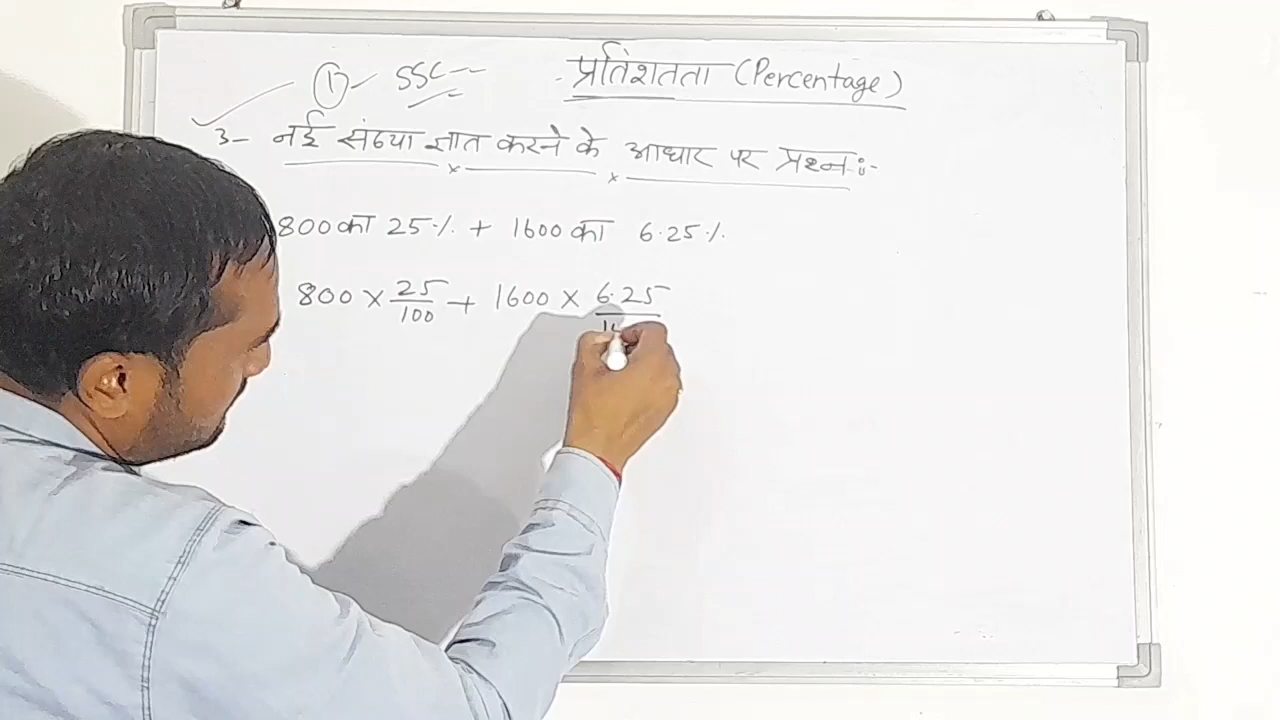 ① SSC प्रतिशतता (Percentage)
3- नई संख्या ज्ञात करने के आधार पर प्रश्न:-
800 का 25% + 1600 का 6.25%
800 × 25/100 + 1600 × 6.25/